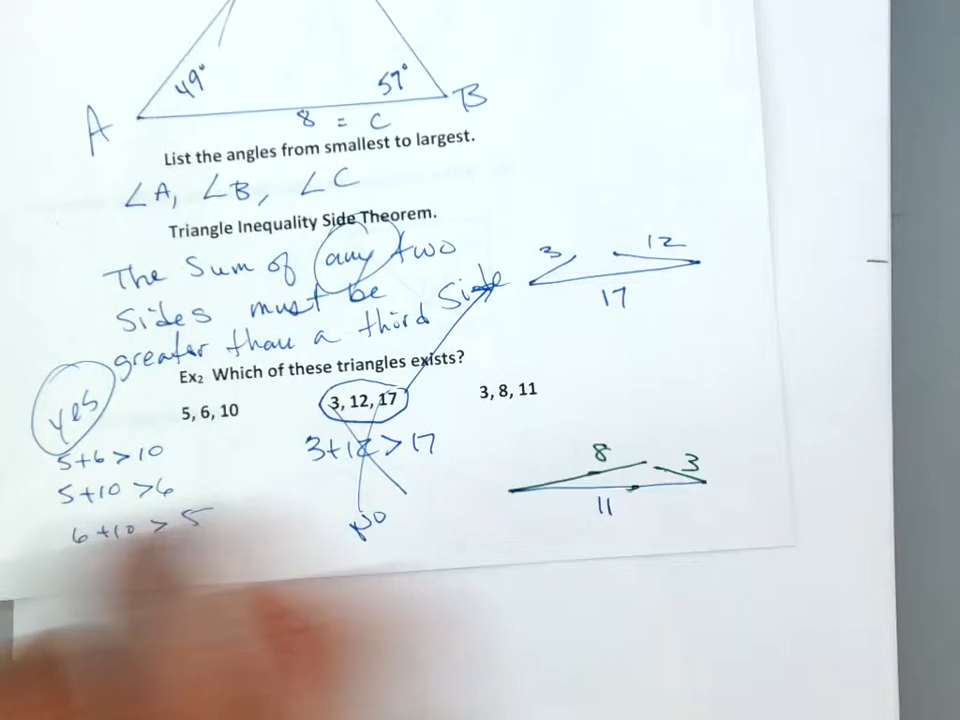 49°
57°
A
B
8 = C
List the angles from smallest to largest.
∠A, ∠B, ∠C
Triangle Inequality Side Theorem.
The Sum of any two
sides must be
greater than a third Side
3
12
17
Ex2 Which of these triangles exists?
yes
5, 6, 10
3, 12, 17
3, 8, 11
5+6>10
5+10>6
6+10>5
3+12>17
NO
8
3
11